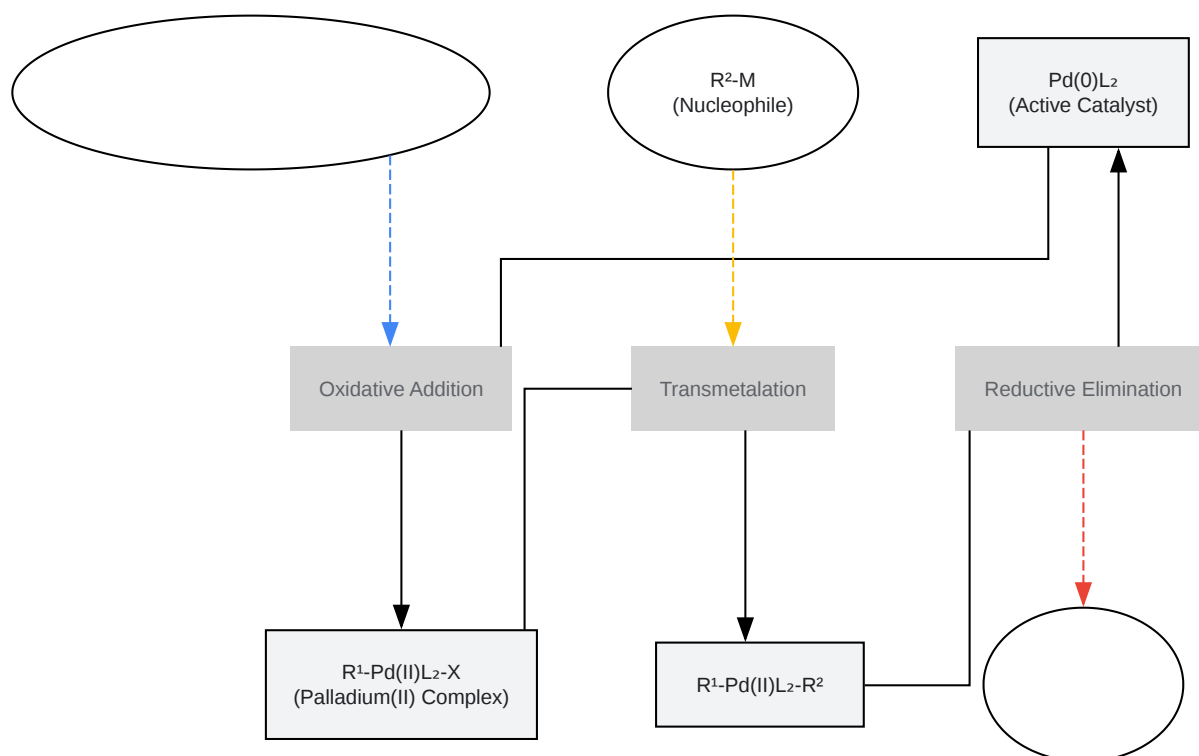 R²-M
(Nucleophile)
Pd(0)L₂
(Active Catalyst)
Oxidative Addition
Transmetalation
Reductive Elimination
R¹-Pd(II)L₂-X
(Palladium(II) Complex)
R¹-Pd(II)L₂-R²